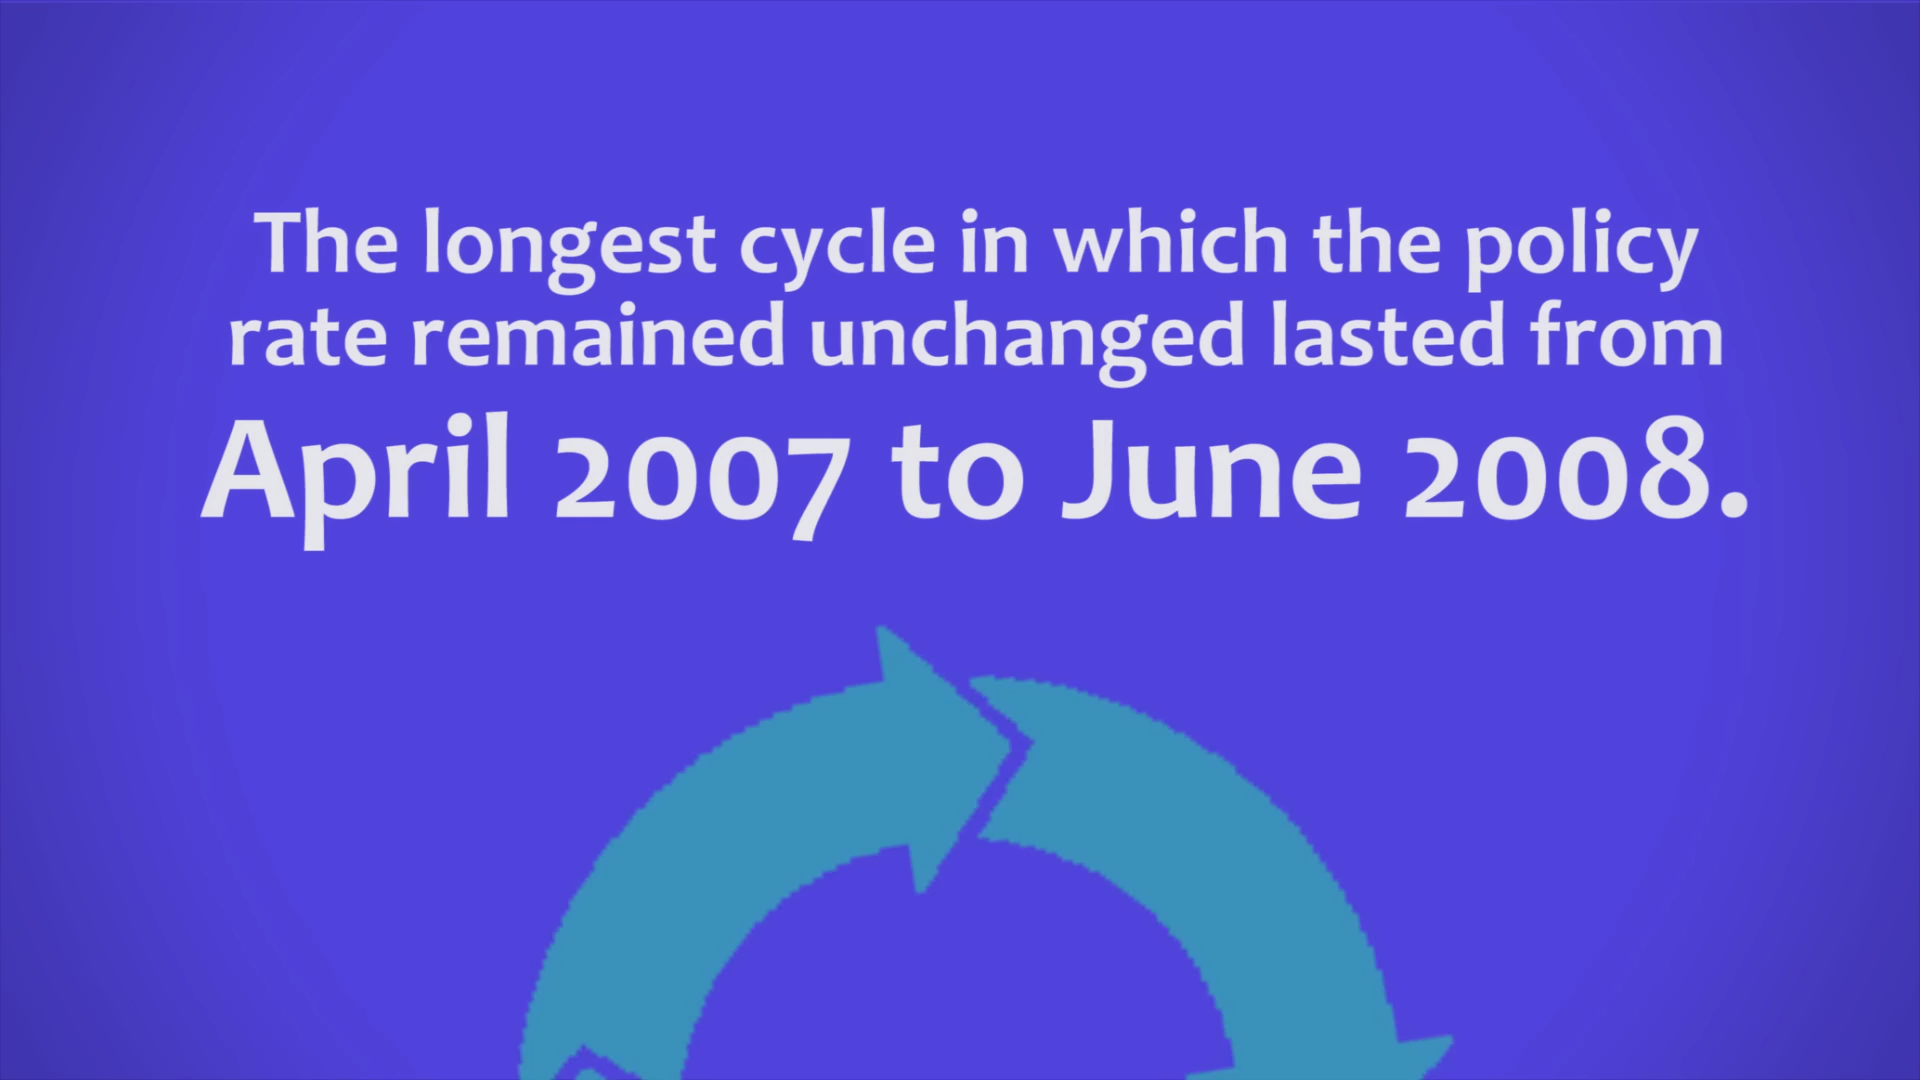 The longest cycle in which the policy
rate remained unchanged lasted from
April 2007 to June 2008.